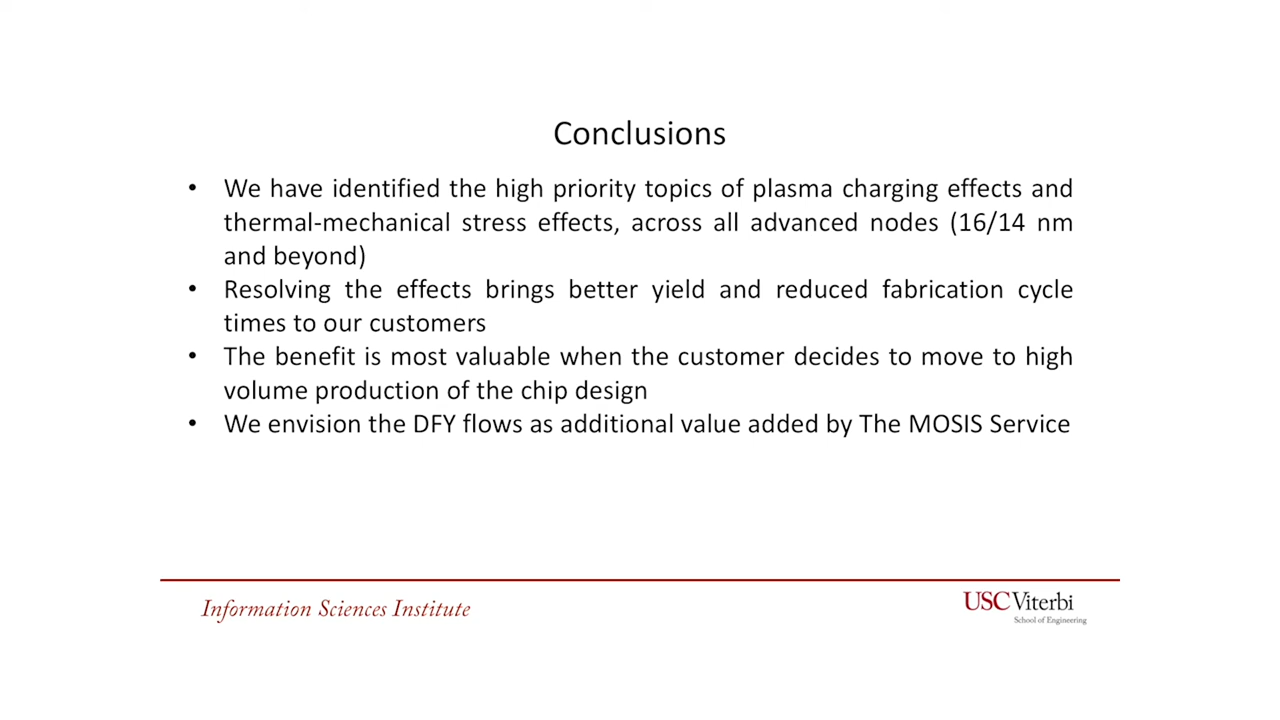 Conclusions
• We have identified the high priority topics of plasma charging effects and
thermal-mechanical stress effects, across all advanced nodes (16/14 nm
and beyond)
• Resolving the effects brings better yield and reduced fabrication cycle
times to our customers
• The benefit is most valuable when the customer decides to move to high
volume production of the chip design
• We envision the DFY flows as additional value added by The MOSIS Service
Information Sciences Institute
USC Viterbi
School of Engineering